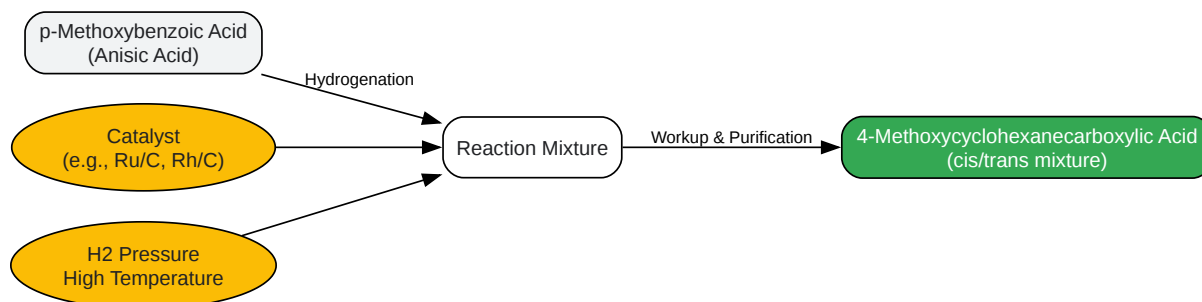 p-Methoxybenzoic Acid
(Anisic Acid)
Hydrogenation
Catalyst
(e.g., Ru/C, Rh/C)
Reaction Mixture
Workup & Purification
4-Methoxycyclohexanecarboxylic Acid
(cis/trans mixture)
H2 Pressure
High Temperature